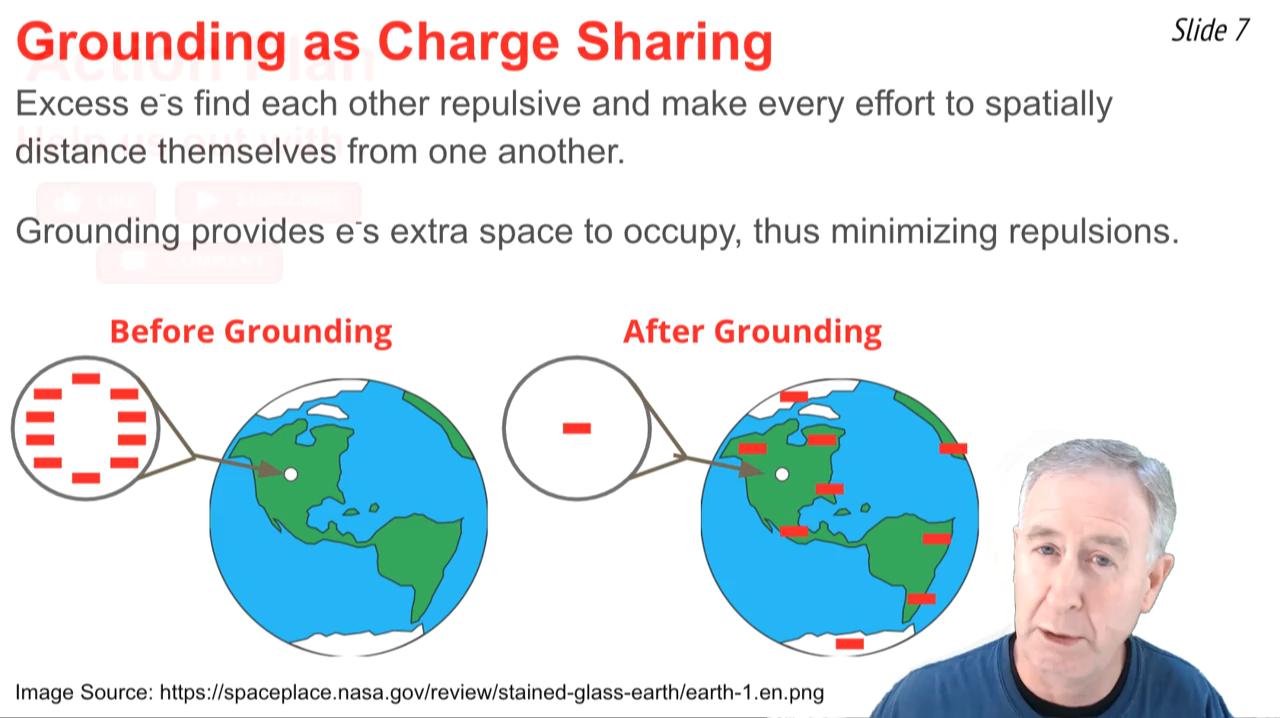 Grounding as Charge Sharing
Slide 7
Excess e⁻s find each other repulsive and make every effort to spatially
distance themselves from one another.
Grounding provides e⁻s extra space to occupy, thus minimizing repulsions.
Before Grounding
After Grounding
Image Source: https://spaceplace.nasa.gov/review/stained-glass-earth/earth-1.en.png